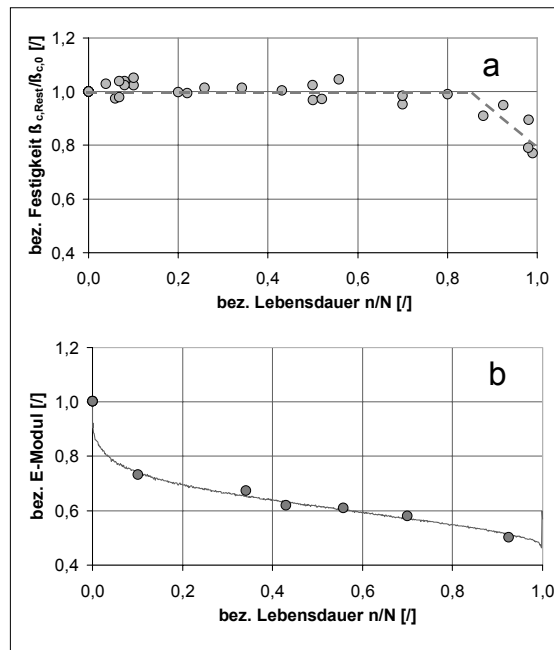 a
bez. Festigkeit ß c,Rest/ß c,0 [/]
1,2
1,0
0,8
0,6
0,4
0,0 0,2 0,4 0,6 0,8 1,0
bez. Lebensdauer n/N [/]
b
bez. E-Modul [/]
1,2
1,0
0,8
0,6
0,4
0,0 0,2 0,4 0,6 0,8 1,0
bez. Lebensdauer n/N [/]